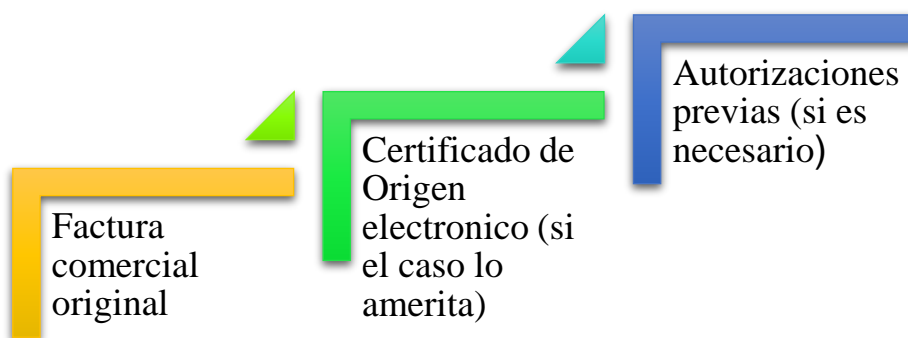 Factura
comercial
original
Certificado de
Origen
electronico (si
el caso lo
amerita)
Autorizaciones
previas (si es
necesario)